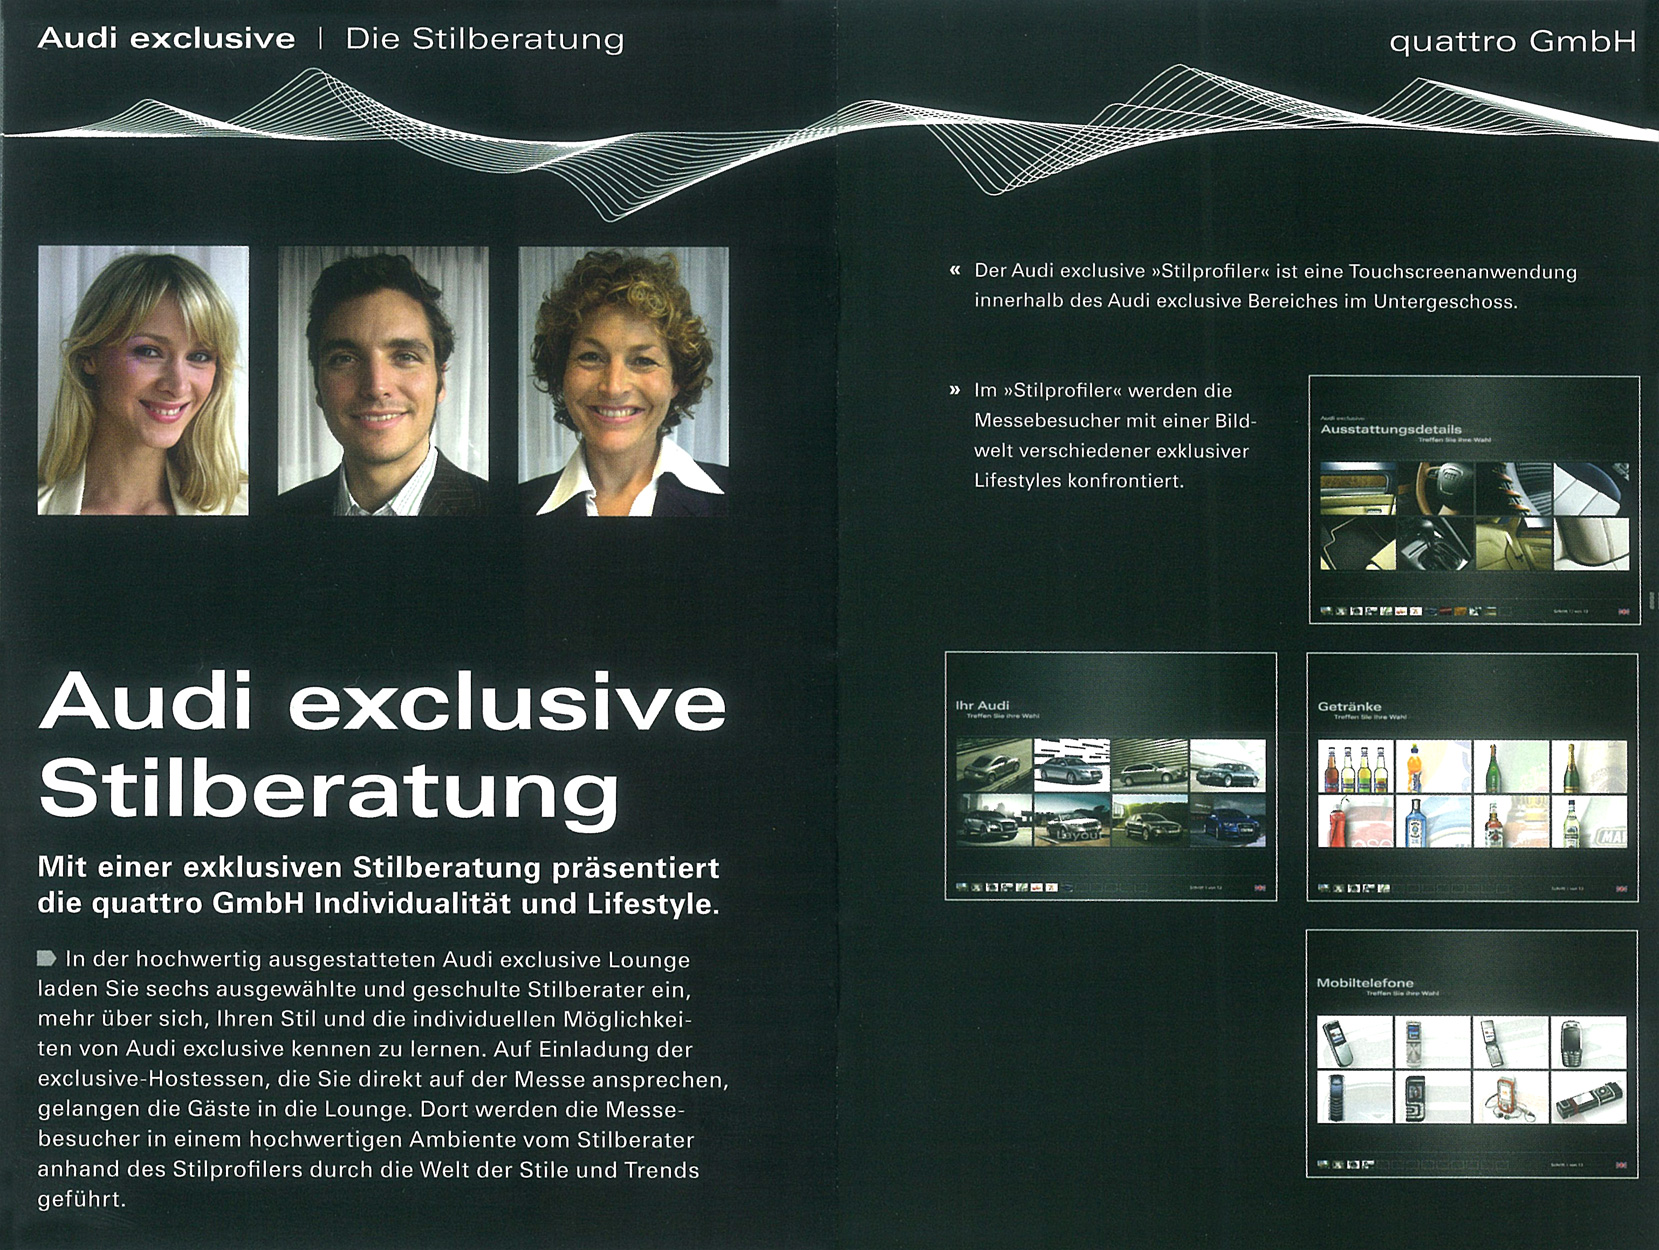 Audi exclusive | Die Stilberatung
quattro GmbH
Audi exclusive
Stilberatung
Mit einer exklusiven Stilberatung präsentiert
die quattro GmbH Individualität und Lifestyle.
In der hochwertig ausgestatteten Audi exclusive Lounge
laden Sie sechs ausgewählte und geschulte Stilberater ein,
mehr über sich, Ihren Stil und die individuellen Möglichkei-
ten von Audi exclusive kennen zu lernen. Auf Einladung der
exclusive-Hostessen, die Sie direkt auf der Messe ansprechen,
gelangen die Gäste in die Lounge. Dort werden die Messe-
besucher in einem hochwertigen Ambiente vom Stilberater
anhand des Stilprofilers durch die Welt der Stile und Trends
geführt.
« Der Audi exclusive »Stilprofiler« ist eine Touchscreenanwendung
innerhalb des Audi exclusive Bereiches im Untergeschoss.
» Im »Stilprofiler« werden die
Messebesucher mit einer Bild-
welt verschiedener exklusiver
Lifestyles konfrontiert.
Audi exclusive
Ausstattungsdetails
Treffen Sie Ihre Wahl
Ihr Audi
Treffen Sie Ihre Wahl
Layout
Getränke
Treffen Sie Ihre Wahl
Mobiltelefone
Treffen Sie Ihre Wahl